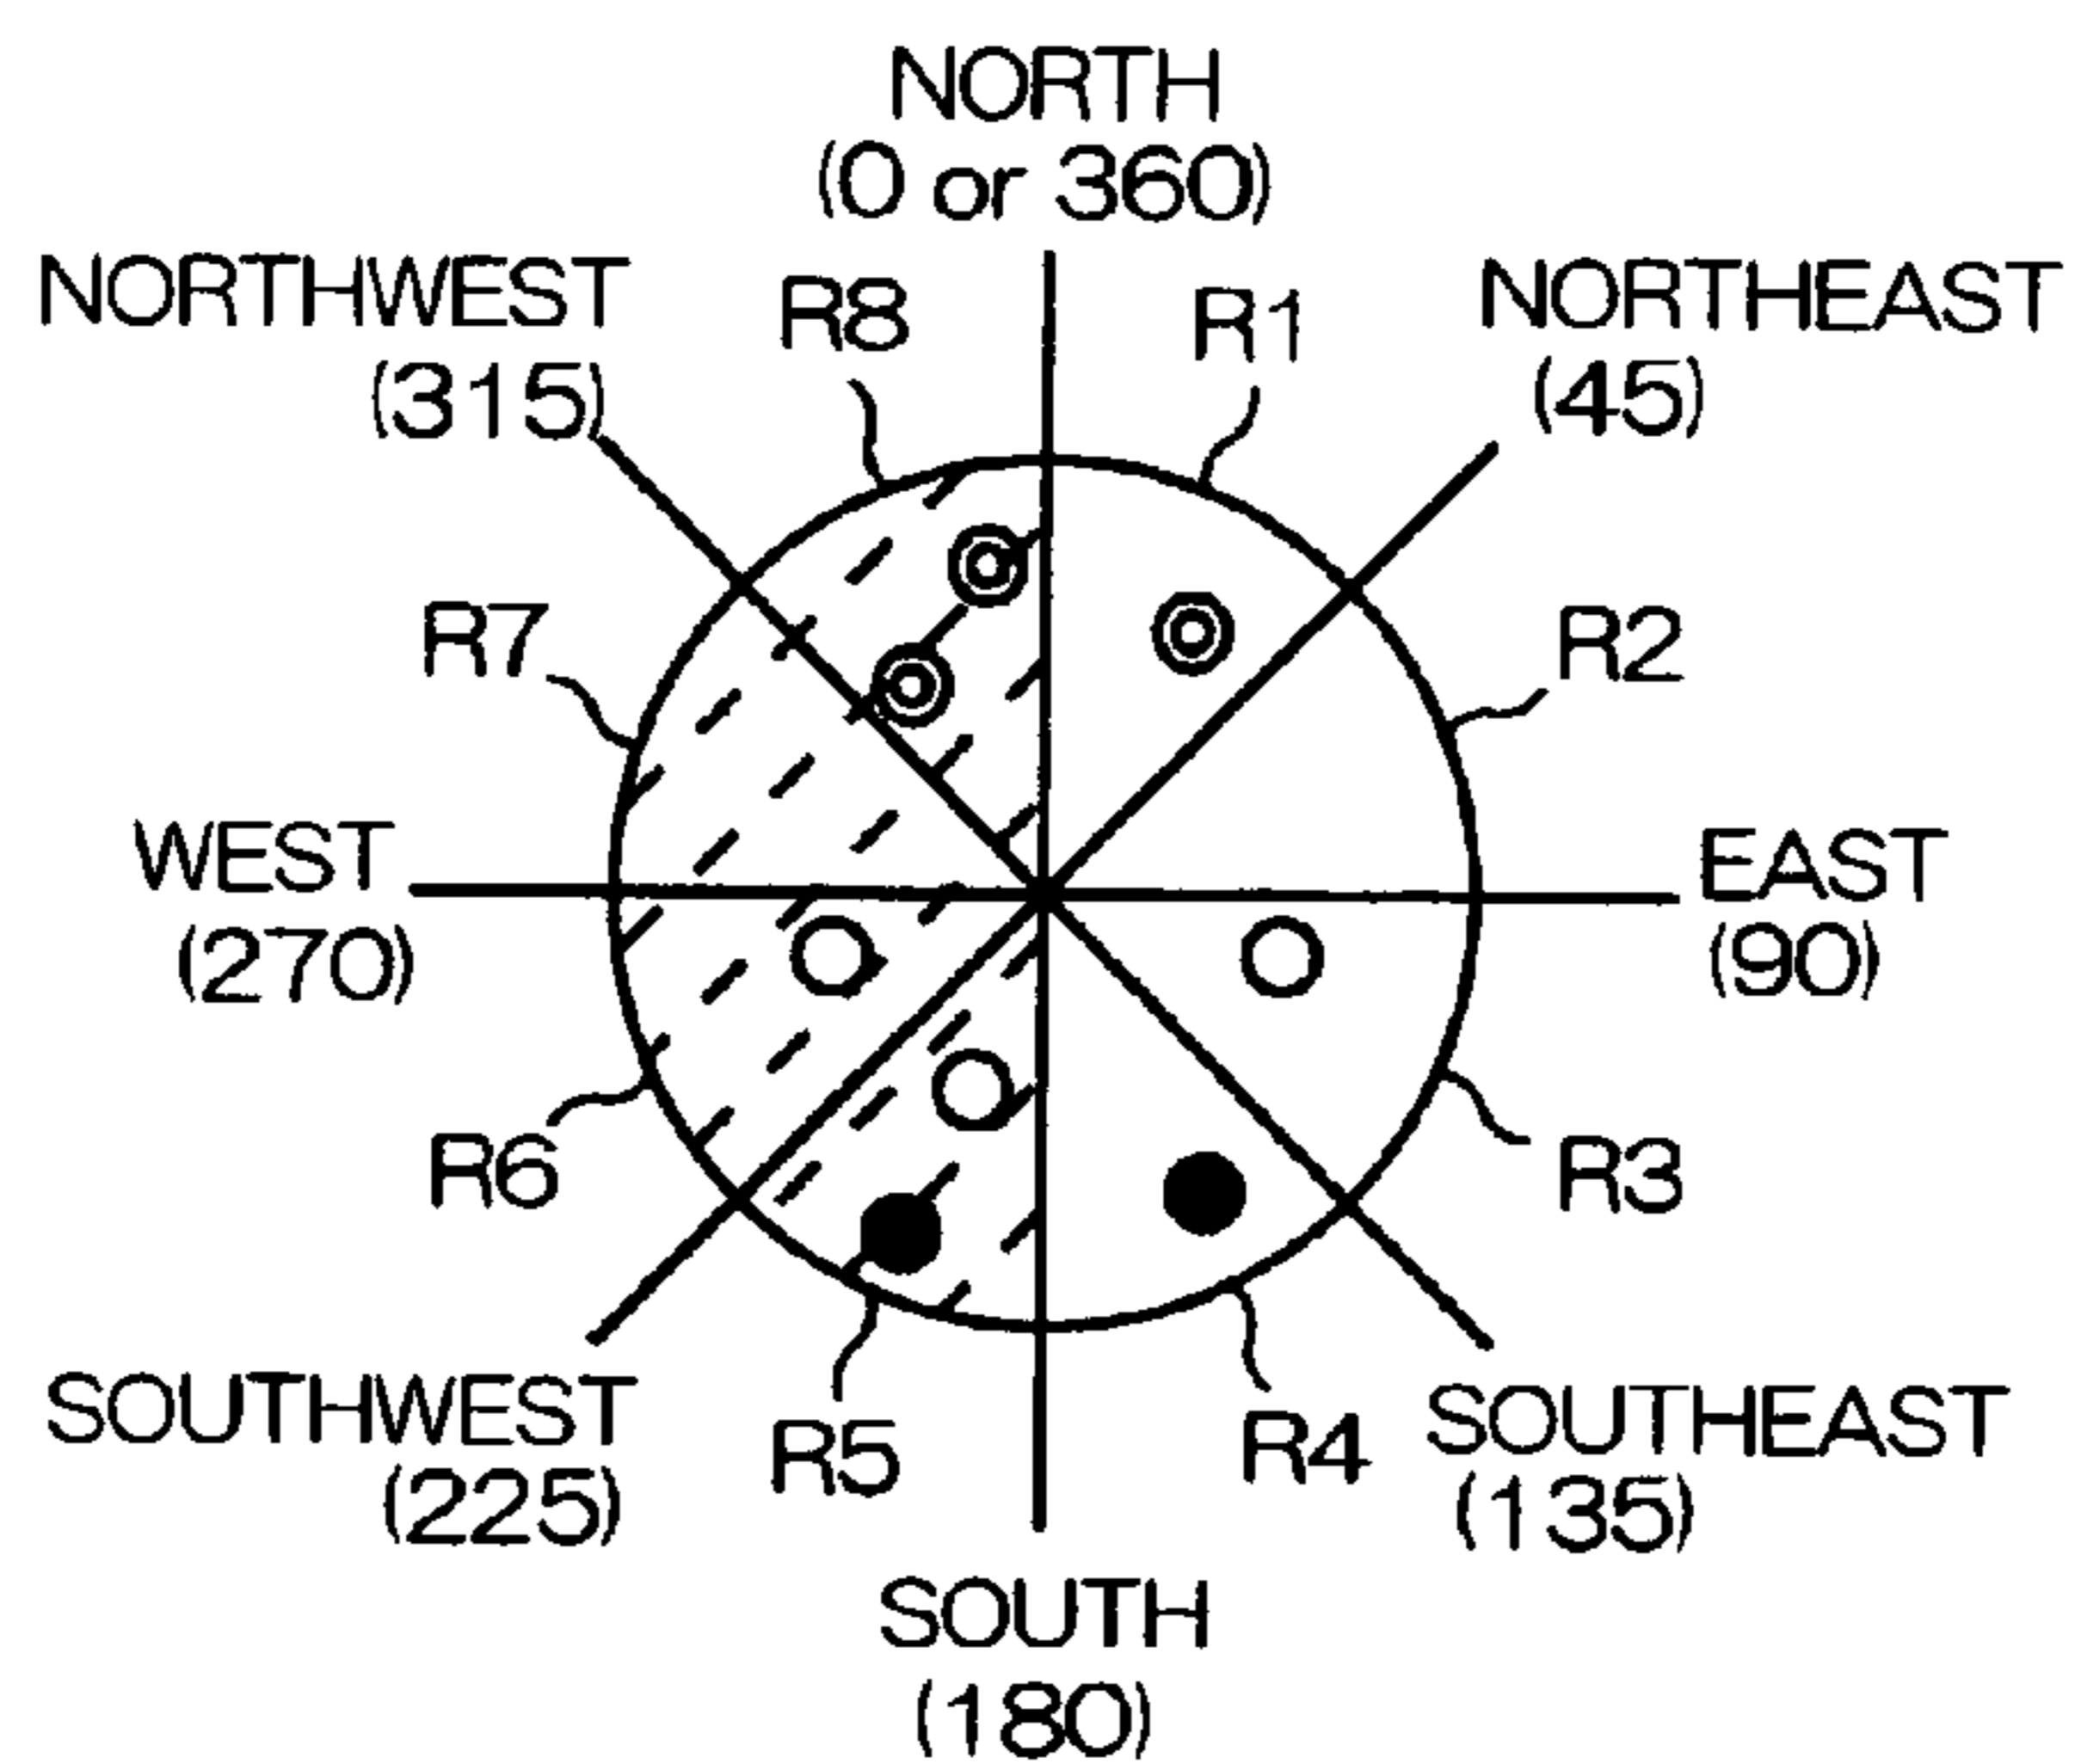 NORTH
(0 or 360)
NORTHWEST
(315)
R8
R1
NORTHEAST
(45)
R7
R2
WEST
(270)
EAST
(90)
R6
R3
SOUTHWEST
(225)
R5
R4
SOUTHEAST
(135)
SOUTH
(180)